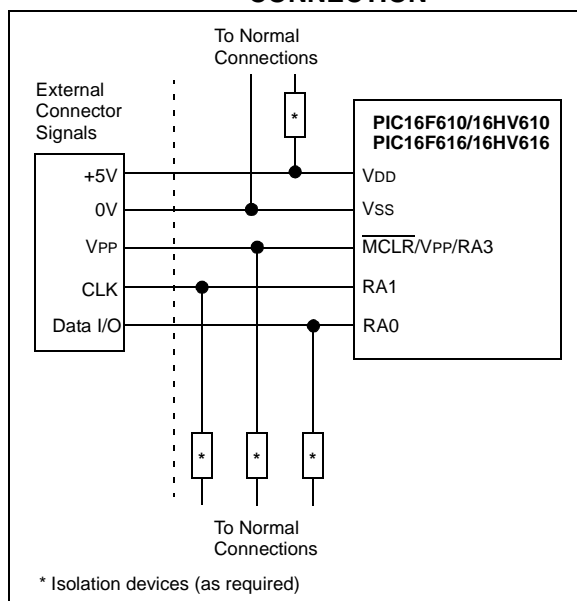 CONNECTION
To Normal
Connections
External
Connector
Signals
*
PIC16F610/16HV610
PIC16F616/16HV616
+5V
VDD
0V
VSS
VPP
MCLR/VPP/RA3
CLK
RA1
Data I/O
RA0
* * *
To Normal
Connections
* Isolation devices (as required)